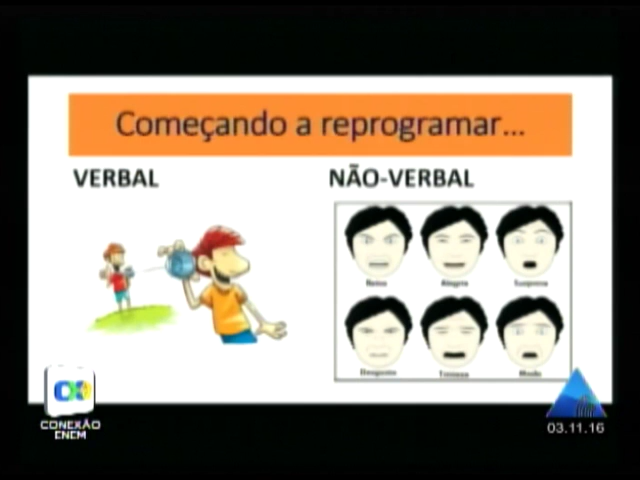 Começando a reprogramar...
VERBAL
NÃO-VERBAL
Raiva
Alegria
Surpresa
Desgosto
Tristeza
Medo
CONEXÃO
ENEM
03.11.16